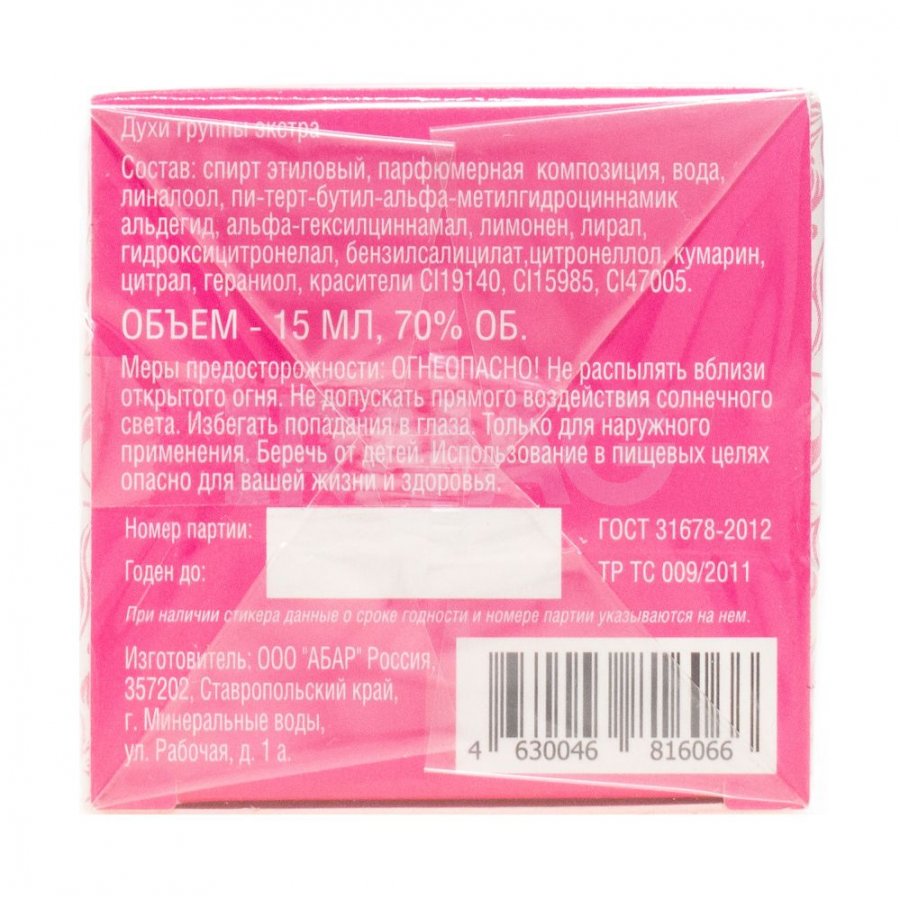 Духи группы экстра
Состав: спирт этиловый, парфюмерная композиция, вода,
линалоол, пи-терт-бутил-альфа-метилгидроциннамик
альдегид, альфа-гексилциннамал, лимонен, лирал,
гидроксицитронелал, бензилсалицилат,цитронеллол, кумарин,
цитрал, гераниол, красители CI19140, CI15985, CI47005.
ОБЪЕМ - 15 МЛ, 70% ОБ.
Меры предосторожности: ОГНЕОПАСНО! Не распылять вблизи
открытого огня. Не допускать прямого воздействия солнечного
света. Избегать попадания в глаза. Только для наружного
применения. Беречь от детей. Использование в пищевых целях
опасно для вашей жизни и здоровья.
Номер партии: ГОСТ 31678-2012
Годен до: ТР ТС 009/2011
При наличии стикера данные о сроке годности и номере партии указываются на нем.
Изготовитель: ООО "АБАР" Россия,
357202, Ставропольский край,
г. Минеральные воды,
ул. Рабочая, д. 1 а.
4 630046 816066